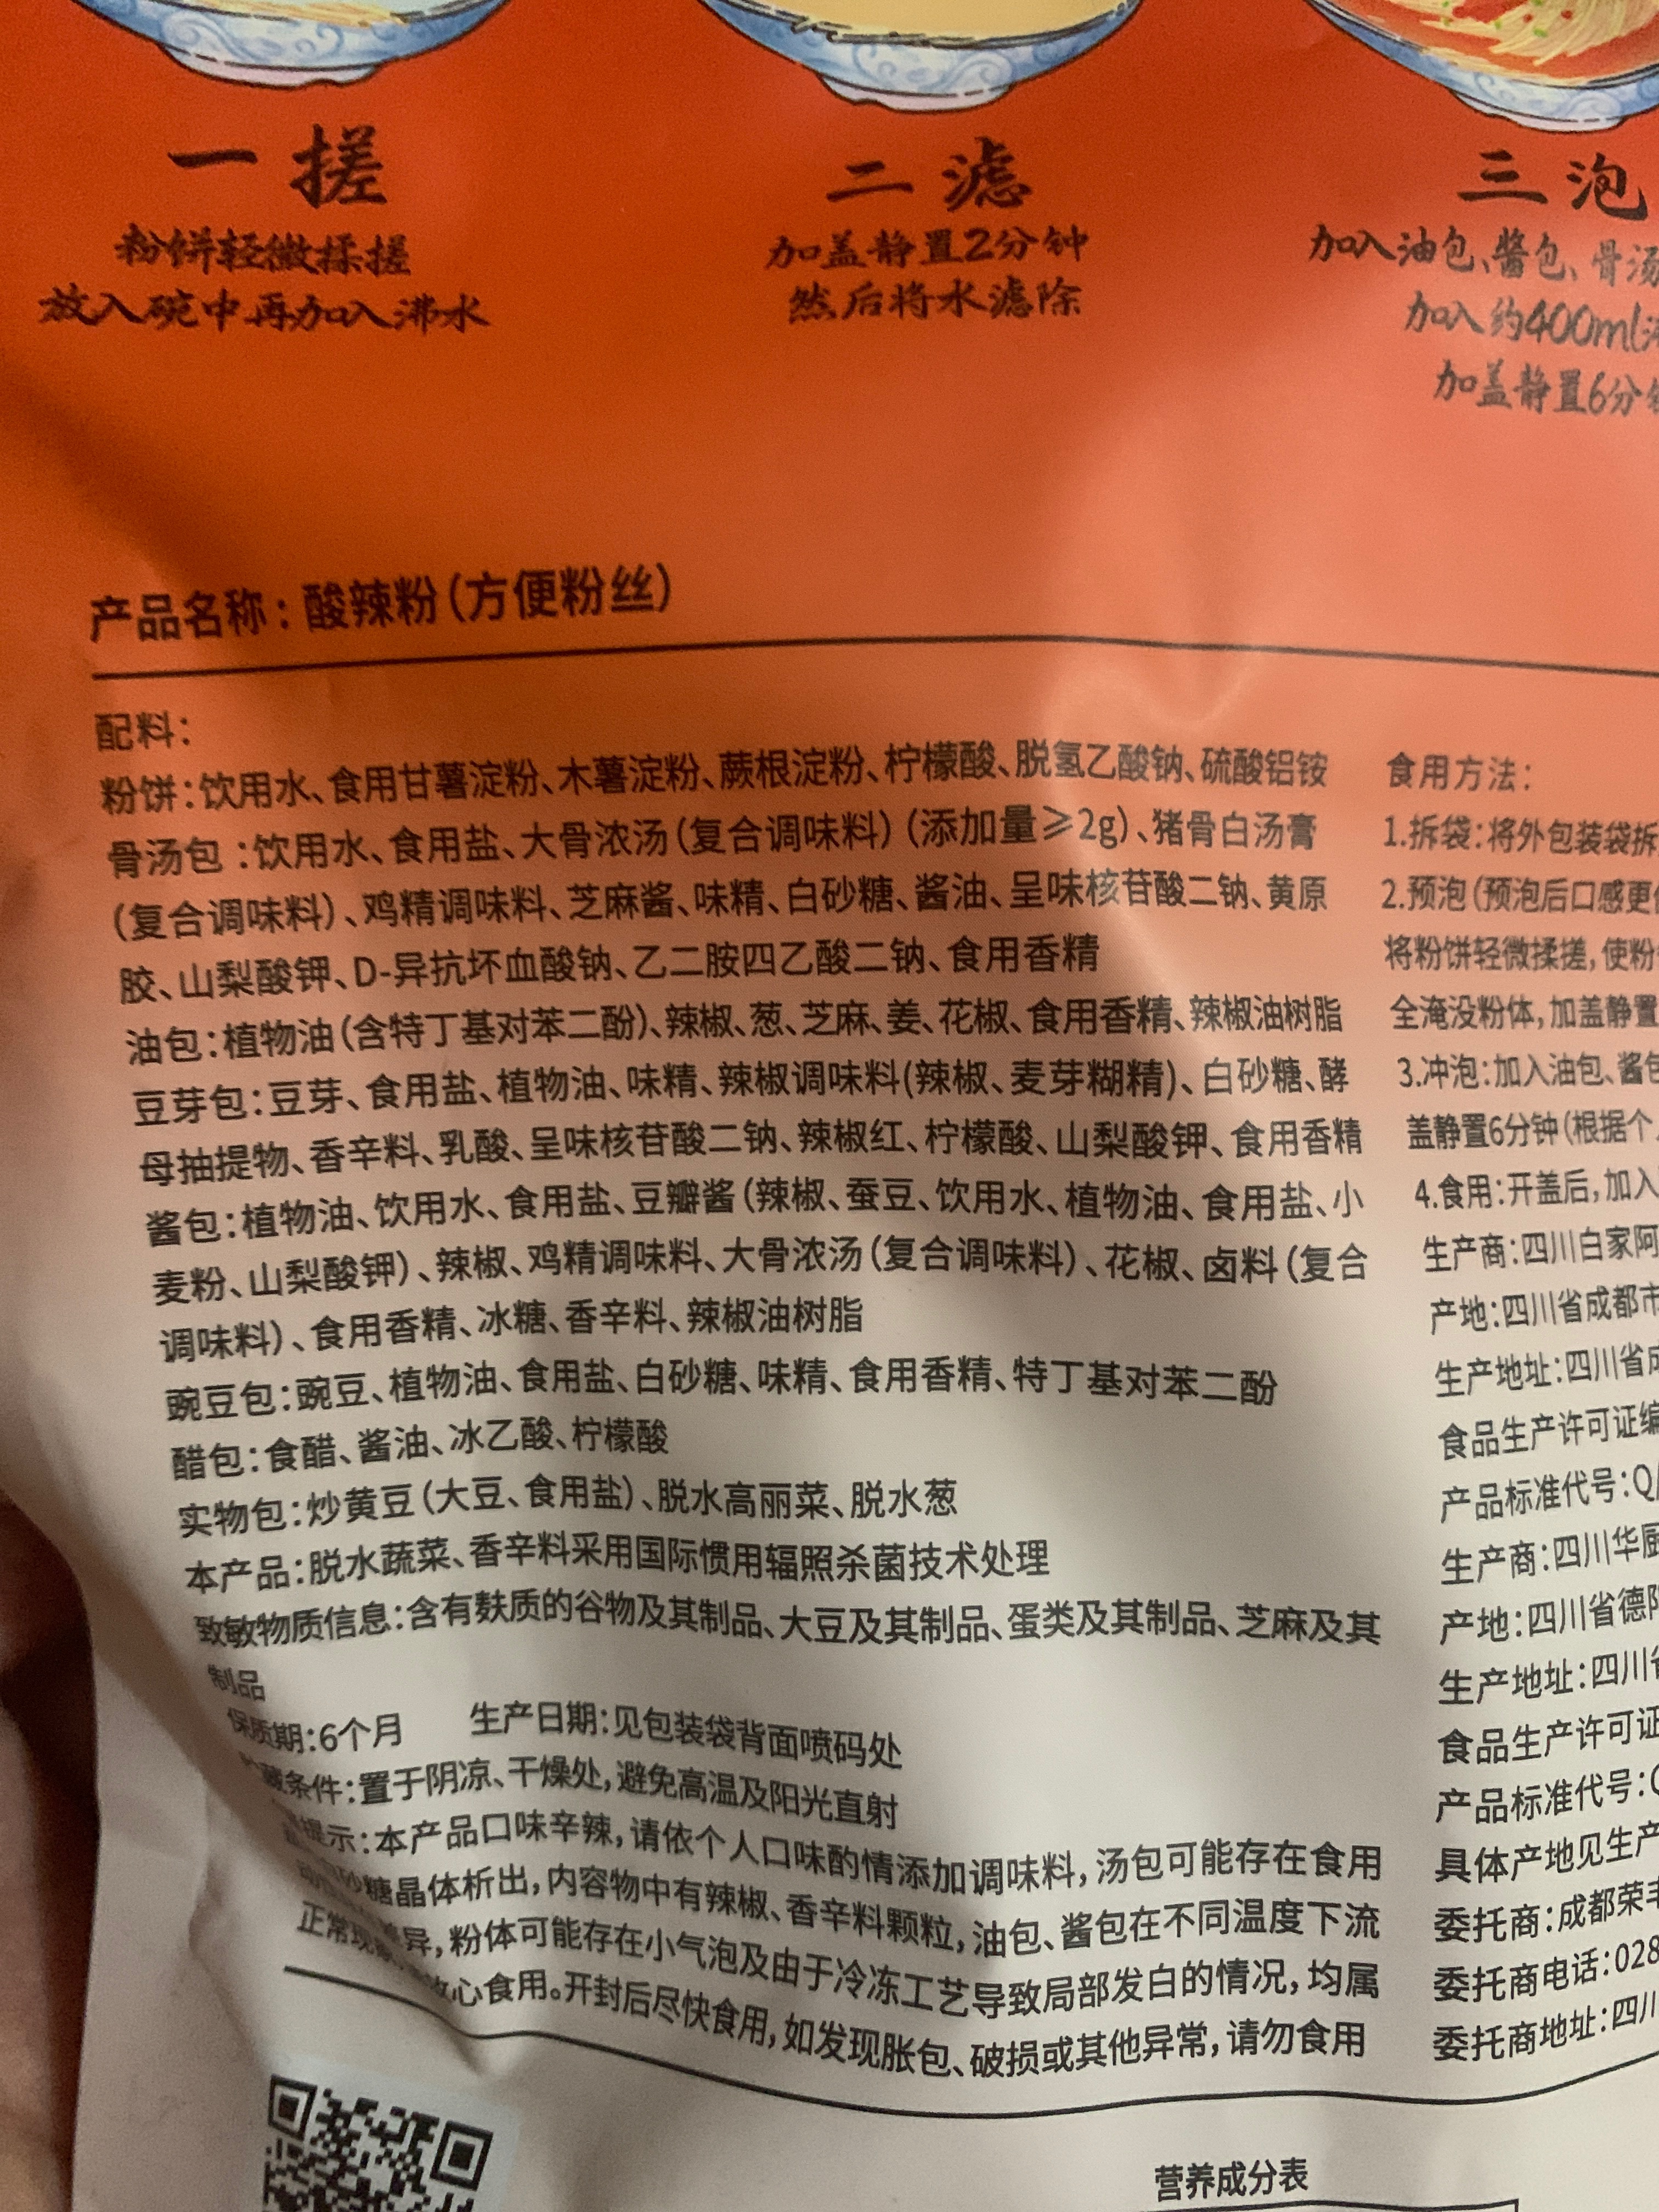 一搓
粉饼轻微揉搓
放入碗中再加入沸水
二滤
加盖静置2分钟
然后将水滤除
三泡
加入油包、酱包、骨汤
加入约400ml
加盖静置6分
产品名称：酸辣粉（方便粉丝）
配料：
粉饼：饮用水、食用甘薯淀粉、木薯淀粉、蕨根淀粉、柠檬酸、脱氢乙酸钠、硫酸铝铵
骨汤包：饮用水、食用盐、大骨浓汤（复合调味料）（添加量⩾2g）、猪骨白汤膏
（复合调味料）、鸡精调味料、芝麻酱、味精、白砂糖、酱油、呈味核苷酸二钠、黄原
胶、山梨酸钾、D-异抗坏血酸钠、乙二胺四乙酸二钠、食用香精
油包：植物油（含特丁基对苯二酚）、辣椒、葱、芝麻、姜、花椒、食用香精、辣椒油树脂
豆芽包：豆芽、食用盐、植物油、味精、辣椒调味料(辣椒、麦芽糊精)、白砂糖、酵
母抽提物、香辛料、乳酸、呈味核苷酸二钠、辣椒红、柠檬酸、山梨酸钾、食用香精
酱包：植物油、饮用水、食用盐、豆瓣酱（辣椒、蚕豆、饮用水、植物油、食用盐、小
麦粉、山梨酸钾）、辣椒、鸡精调味料、大骨浓汤（复合调味料）、花椒、卤料（复合
调味料）、食用香精、冰糖、香辛料、辣椒油树脂
豌豆包：豌豆、植物油、食用盐、白砂糖、味精、食用香精、特丁基对苯二酚
醋包：食醋、酱油、冰乙酸、柠檬酸
实物包：炒黄豆（大豆、食用盐）、脱水高丽菜、脱水葱
本产品：脱水蔬菜、香辛料采用国际惯用辐照杀菌技术处理
致敏物质信息：含有麸质的谷物及其制品、大豆及其制品、蛋类及其制品、芝麻及其
制品
保质期：6个月 生产日期：见包装袋背面喷码处
藏条件：置于阴凉、干燥处，避免高温及阳光直射
提示：本产品口味辛辣，请依个人口味酌情添加调味料，汤包可能存在食用
砂糖晶体析出，内容物中有辣椒、香辛料颗粒，油包、酱包在不同温度下流
异，粉体可能存在小气泡及由于冷冻工艺导致局部发白的情况，均属
正常现 心食用。开封后尽快食用，如发现胀包、破损或其他异常，请勿食用
食用方法：
1.拆袋：将外包装袋拆
2.预泡（预泡后口感更
将粉饼轻微揉搓，使粉
全淹没粉体，加盖静置
3.冲泡：加入油包、酱包
盖静置6分钟（根据个
4.食用：开盖后，加入
生产商：四川白家阿
产地：四川省成都市
生产地址：四川省成
食品生产许可证编
产品标准代号：Q/
生产商：四川华厨
产地：四川省德阳
生产地址：四川省
食品生产许可证
产品标准代号：Q
具体产地见生产
委托商：成都荣丰
委托商电话：028
委托商地址：四川
营养成分表